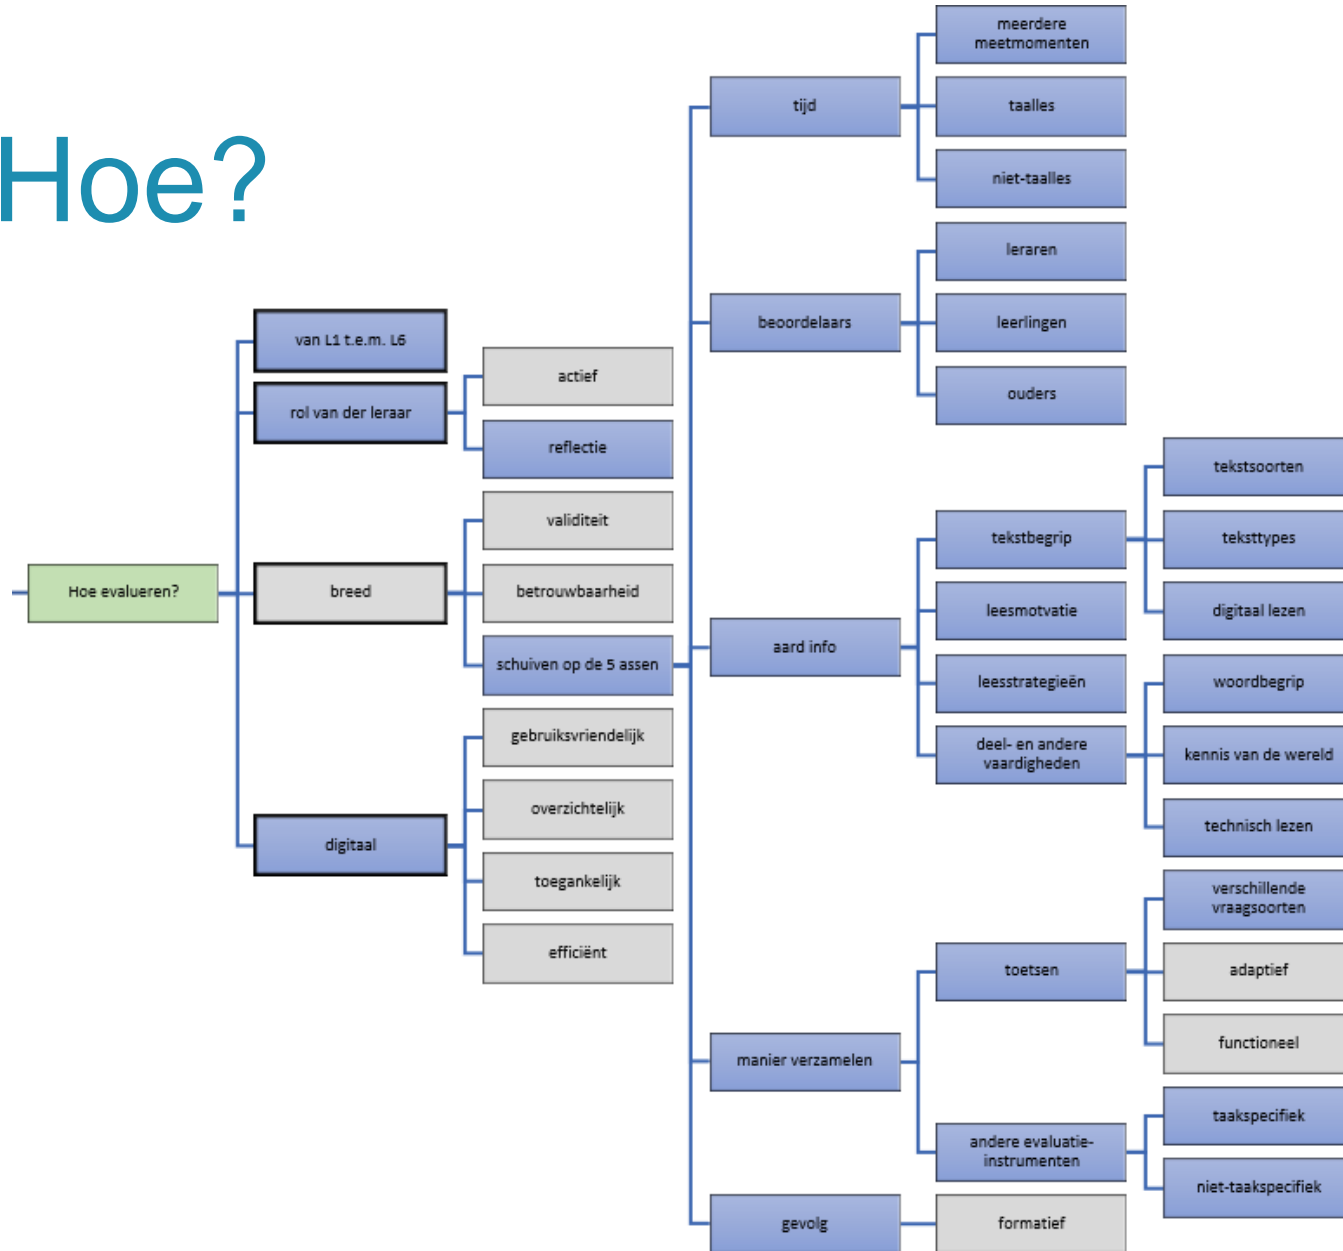 Hoe?
Hoe evalueren?
van L1 t.e.m. L6
rol van der leraar
actief
reflectie
breed
validiteit
betrouwbaarheid
schuiven op de 5 assen
digitaal
gebruiksvriendelijk
overzichtelijk
toegankelijk
efficiënt
tijd
meerdere
meetmomenten
taalles
niet-taalles
beoordelaars
leraren
leerlingen
ouders
aard info
tekstbegrip
tekstsoorten
teksttypes
digitaal lezen
leesmotvatie
leesstrategieën
deel- en andere
vaardigheden
woordbegrip
kennis van de wereld
technisch lezen
manier verzamelen
toetsen
verschillende
vraagsoorten
adaptief
functioneel
andere evaluatie-
instrumenten
taakspecifiek
niet-taakspecifiek
gevolg
formatief